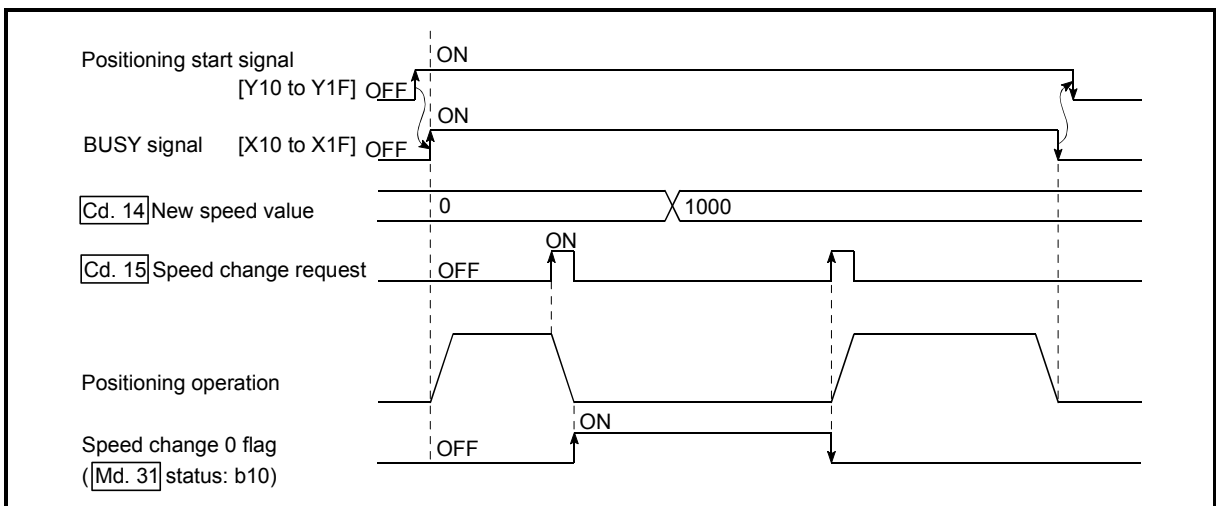 Positioning start signal
[Y10 to Y1F] OFF ON
BUSY signal [X10 to X1F] OFF ON
Cd. 14 New speed value 0 1000
Cd. 15 Speed change request OFF ON
Positioning operation
Speed change 0 flag OFF ON
( Md. 31 status: b10)